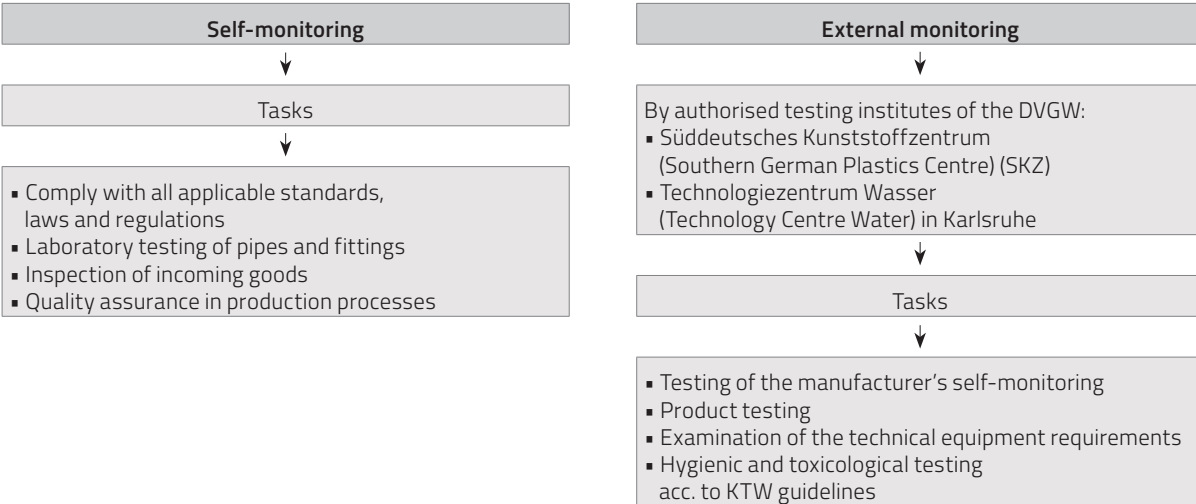 Self-monitoring
Tasks
▪ Comply with all applicable standards,
laws and regulations
▪ Laboratory testing of pipes and fittings
▪ Inspection of incoming goods
▪ Quality assurance in production processes
External monitoring
By authorised testing institutes of the DVGW:
▪ Süddeutsches Kunststoffzentrum
(Southern German Plastics Centre) (SKZ)
▪ Technologiezentrum Wasser
(Technology Centre Water) in Karlsruhe
Tasks
▪ Testing of the manufacturer’s self-monitoring
▪ Product testing
▪ Examination of the technical equipment requirements
▪ Hygienic and toxicological testing
acc. to KTW guidelines